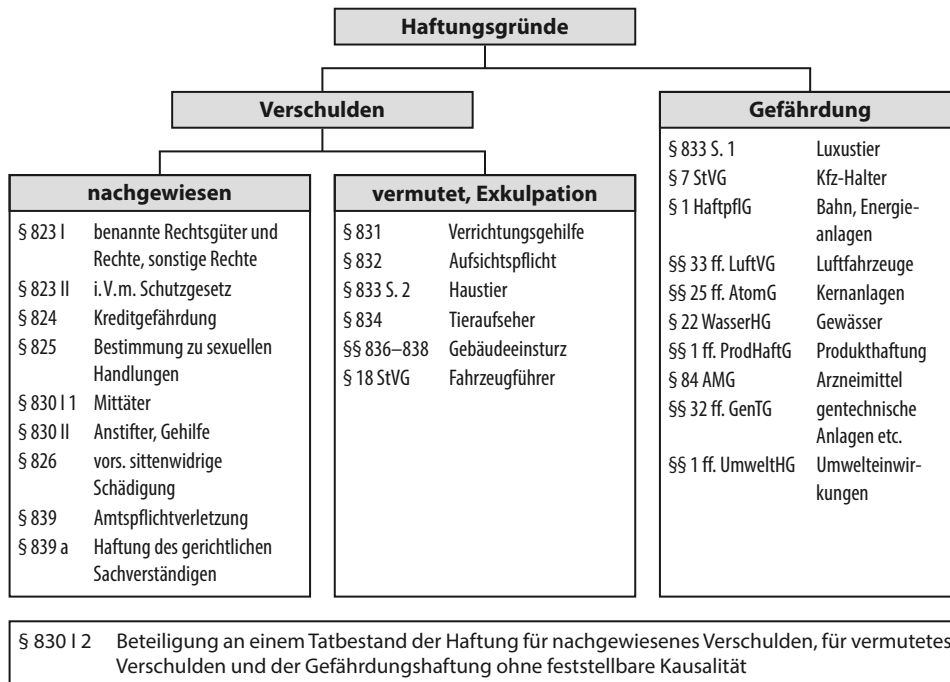 Haftungsgründe
Verschulden
nachgewiesen
§ 823 I benannte Rechtsgüter und
Rechte, sonstige Rechte
§ 823 II i.V.m. Schutzgesetz
§ 824 Kreditgefährdung
§ 825 Bestimmung zu sexuellen
Handlungen
§ 830 I 1 Mittäter
§ 830 II Anstifter, Gehilfe
§ 826 vors. sittenwidrige
Schädigung
§ 839 Amtspflichtverletzung
§ 839 a Haftung des gerichtlichen
Sachverständigen
vermutet, Exkulpation
§ 831 Verrichtungsgehilfe
§ 832 Aufsichtspflicht
§ 833 S. 2 Haustier
§ 834 Tieraufseher
§§ 836–838 Gebäudeeinsturz
§ 18 StVG Fahrzeugführer
Gefährdung
§ 833 S. 1 Luxustier
§ 7 StVG Kfz-Halter
§ 1 HaftpflG Bahn, Energie-
anlagen
§§ 33 ff. LuftVG Luftfahrzeuge
§§ 25 ff. AtomG Kernanlagen
§ 22 WasserHG Gewässer
§§ 1 ff. ProdHaftG Produkthaftung
§ 84 AMG Arzneimittel
§§ 32 ff. GenTG gentechnische
Anlagen etc.
§§ 1 ff. UmweltHG Umwelteinwir-
kungen
§ 830 I 2 Beteiligung an einem Tatbestand der Haftung für nachgewiesenes Verschulden, für vermutetes
Verschulden und der Gefährdungshaftung ohne feststellbare Kausalität